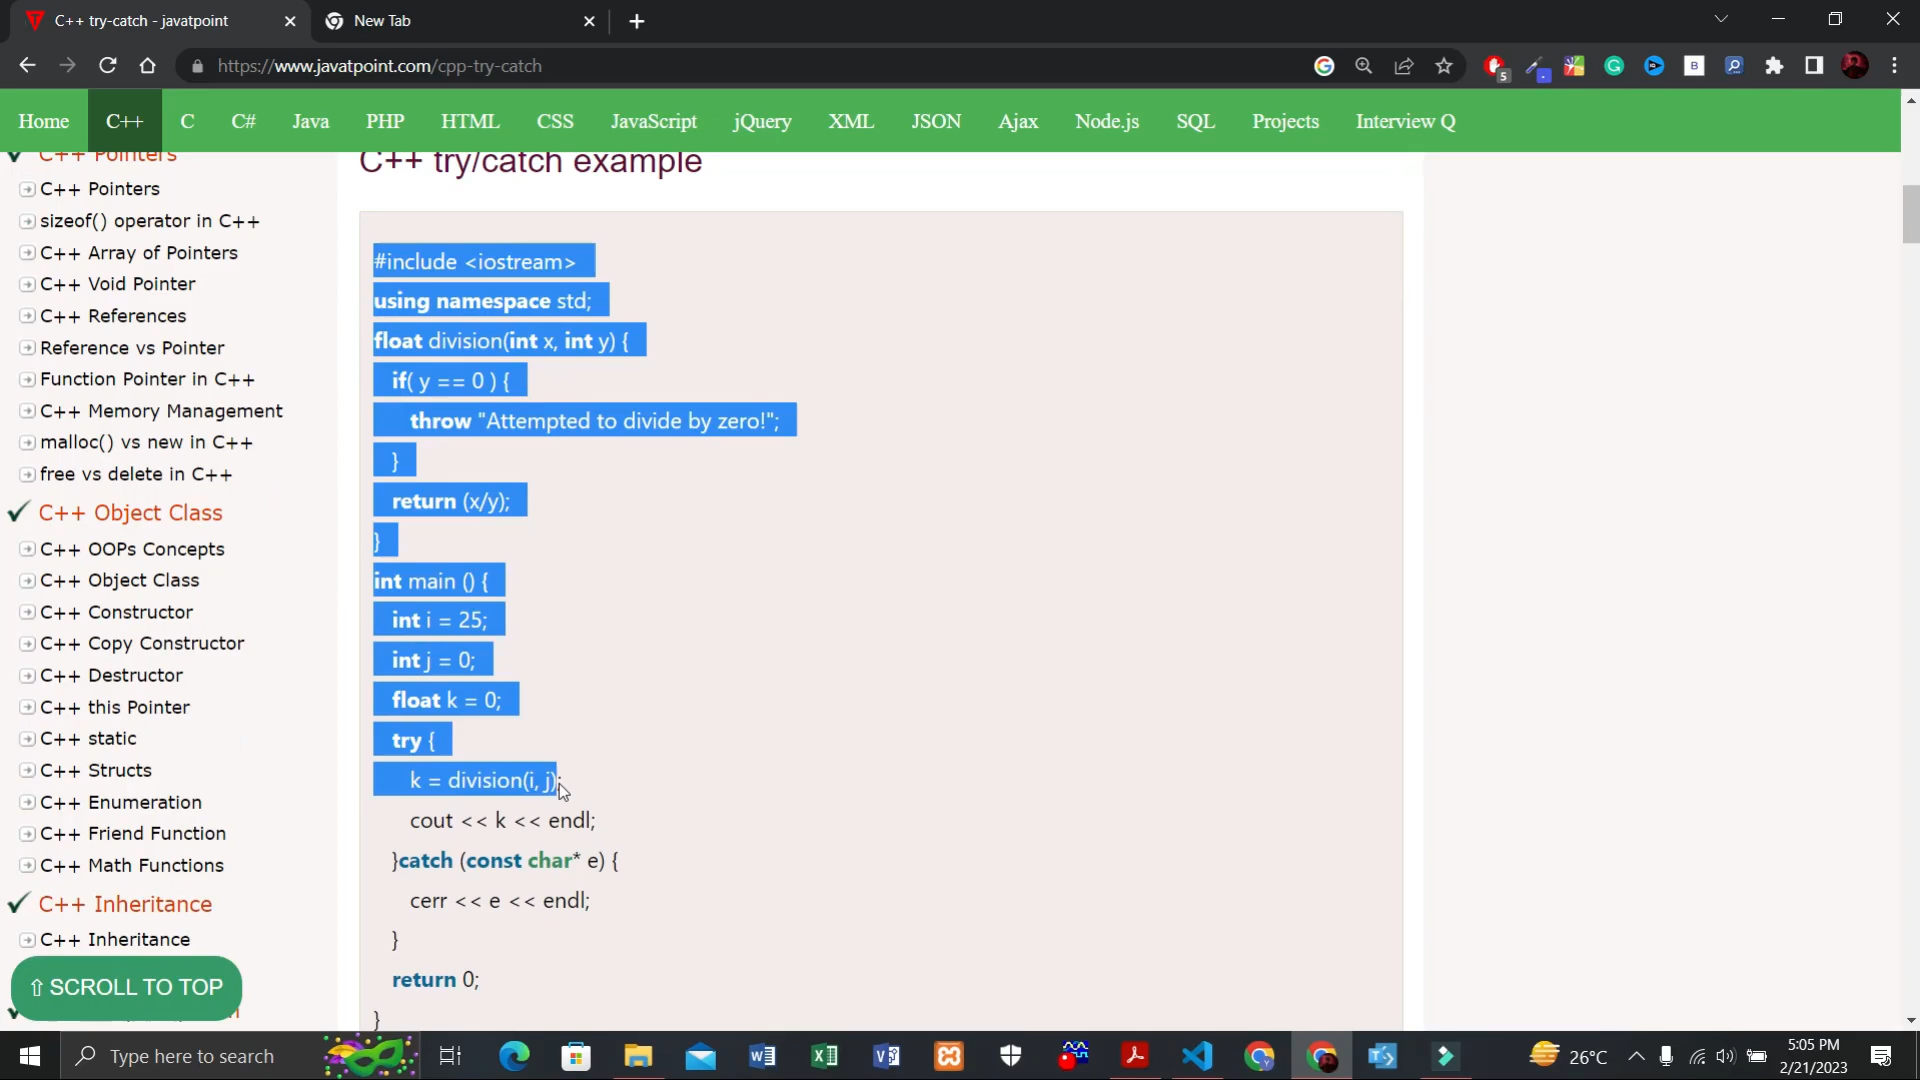 C++ try-catch - javatpoint
New Tab
https://www.javatpoint.com/cpp-try-catch
5
B
Home C++ C C# Java PHP HTML CSS JavaScript jQuery XML JSON Ajax Node.js SQL Projects Interview Q
C++ Pointers
C++ Pointers
sizeof() operator in C++
C++ Array of Pointers
C++ Void Pointer
C++ References
Reference vs Pointer
Function Pointer in C++
C++ Memory Management
malloc() vs new in C++
free vs delete in C++
C++ Object Class
C++ OOPs Concepts
C++ Object Class
C++ Constructor
C++ Copy Constructor
C++ Destructor
C++ this Pointer
C++ static
C++ Structs
C++ Enumeration
C++ Friend Function
C++ Math Functions
C++ Inheritance
C++ Inheritance
⇧ SCROLL TO TOP
C++ try/catch example
#include <iostream>
using namespace std;
float division(int x, int y) {
if( y == 0 ) {
throw "Attempted to divide by zero!";
}
return (x/y);
}
int main () {
int i = 25;
int j = 0;
float k = 0;
try {
k = division(i, j);
cout << k << endl;
}catch (const char* e) {
cerr << e << endl;
}
return 0;
}
Type here to search
26°C
5:05 PM
2/21/2023